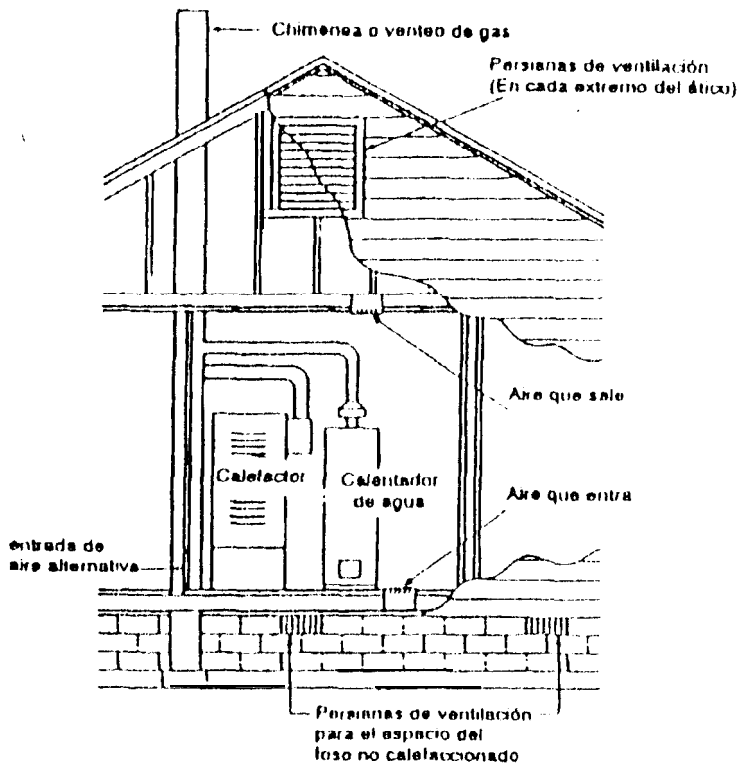 Chimenea o venteo de gas
Persianas de ventilación
(En cada extremo del ático)
Aire que sale
Calefactor
Calentador
de agua
Aire que entra
entrada de
aire alternativa
Persianas de ventilación
para el espacio del
foso no calefaccionado